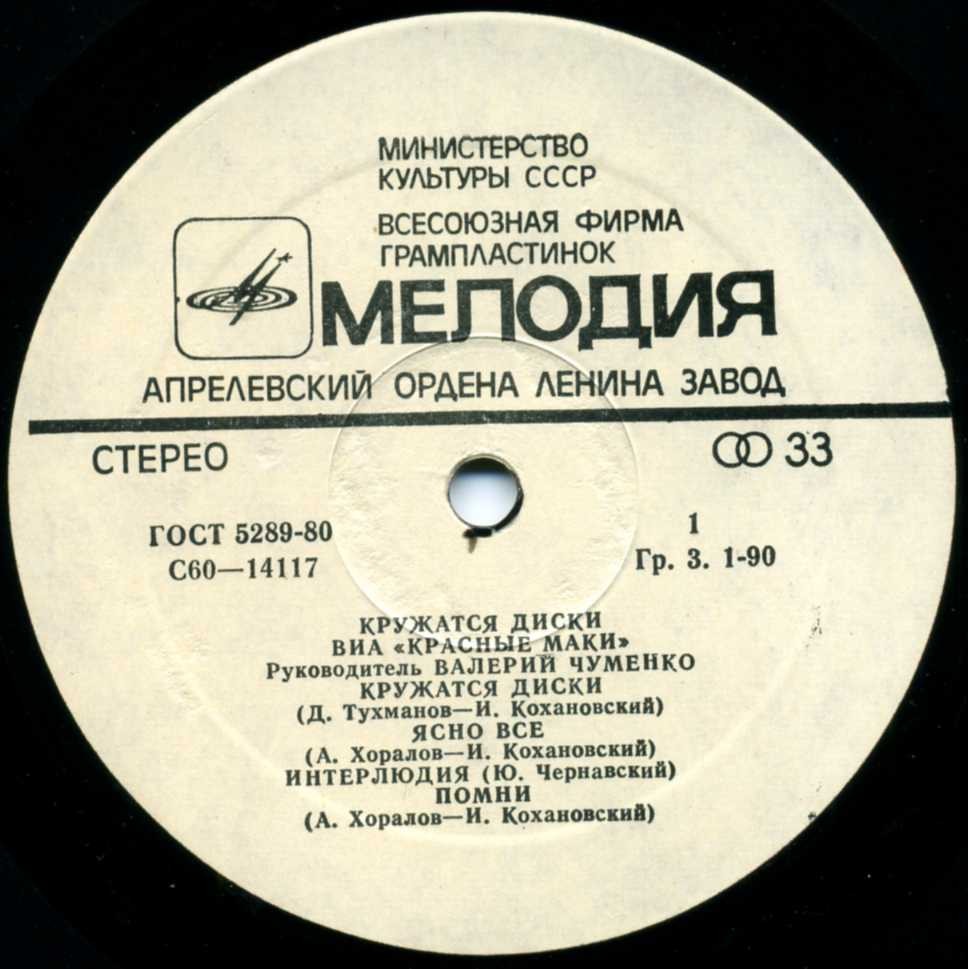 МИНИСТЕРСТВО
КУЛЬТУРЫ СССР
ВСЕСОЮЗНАЯ ФИРМА
ГРАМПЛАСТИНОК
МЕЛОДИЯ
АПРЕЛЕВСКИЙ ОРДЕНА ЛЕНИНА ЗАВОД
СТЕРЕО
33
ГОСТ 5289-80
С60—14117
1
Гр. 3. 1-90
КРУЖАТСЯ ДИСКИ
ВИА «КРАСНЫЕ МАКИ»
Руководитель ВАЛЕРИЙ ЧУМЕНКО
КРУЖАТСЯ ДИСКИ
(Д. Тухманов—И. Кохановский)
ЯСНО ВСЕ
(А. Хоралов—И. Кохановский)
ИНТЕРЛЮДИЯ (Ю. Чернавский)
ПОМНИ
(А. Хоралов—И. Кохановский)